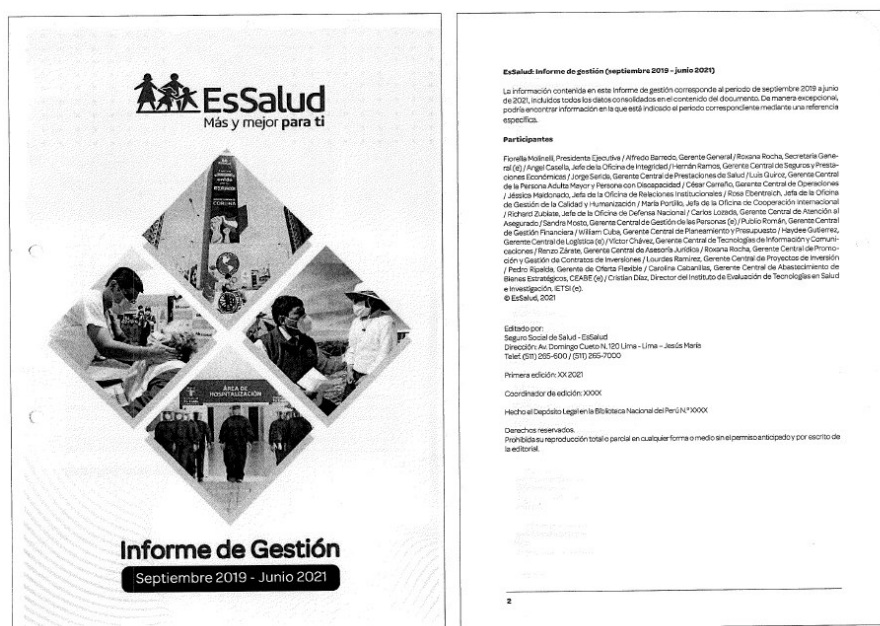 EsSalud
Más y mejor para ti
ÁREA DE
HOSPITALIZACIÓN
Informe de Gestión
Septiembre 2019 - Junio 2021
EsSalud: Informe de gestión (septiembre 2019 - junio 2021)
La información contenida en este Informe de gestión corresponde al periodo de septiembre 2019 a junio
de 2021, incluidos todos los datos consolidados en el contenido del documento. De manera excepcional,
podría encontrar información en la que está indicado el periodo correspondiente mediante una referencia
específica.
Participantes
Fiorella Molinelli, Presidente Ejecutiva / Alfredo Barredo, Gerente General / Roxana Rocha, Secretaria Gene-
ral (e) / Angel Casella, Jefe de la Oficina de Integridad / Hernán Ramos, Gerente Central de Seguros y Presta-
ciones Económicas / Jorge Serida, Gerente Central de Prestaciones de Salud / Luis Quiroz, Gerente Central
de la Persona Adulta Mayor y Persona con Discapacidad / César Carreño, Gerente Central de Operaciones
/ Jéssica Maldonado, Jefa de la Oficina de Relaciones Institucionales / Rosa Ebentreich, Jefa de la Oficina
de Gestión de la Calidad y Humanización / María Portillo, Jefa de la Oficina de Cooperación Internacional
/ Richard Zubiate, Jefe de la Oficina de Defensa Nacional / Carlos Lozada, Gerente Central de Atención al
Asegurado / Sandro Mosto, Gerente Central de Gestión de las Personas (e) / Publio Román, Gerente Central
de Gestión Financiera / William Cuba, Gerente Central de Planeamiento y Presupuesto / Haydee Gutierrez,
Gerente Central de Logística (e) / Víctor Chávez, Gerente Central de Tecnologías de Información y Comuni-
caciones / Renzo Zárate, Gerente Central de Asesoría Jurídica / Roxana Rocha, Gerente Central de Promo-
ción y Gestión de Contratos de Inversiones / Lourdes Ramírez, Gerente Central de Proyectos de Inversión
/ Pedro Ripalda, Gerente de Oferta Flexible / Carolina Cabanillas, Gerente Central de Abastecimiento de
Bienes Estratégicos, CEABE (e) / Cristian Díaz, Director del Instituto de Evaluación de Tecnologías en Salud
e Investigación, IETSI (e).
© EsSalud, 2021
Editado por:
Seguro Social de Salud - EsSalud
Dirección: Av. Domingo Cueto N. 120 Lima - Lima – Jesús María
Telef. (511) 265-600 / (511) 265-7000
Primera edición: XX 2021
Coordinador de edición: XXXX
Hecho el Depósito Legal en la Biblioteca Nacional del Perú N.º XXXX
Derechos reservados.
Prohibida su reproducción total o parcial en cualquier forma o medio sin el permiso anticipado y por escrito de
la editorial.
2